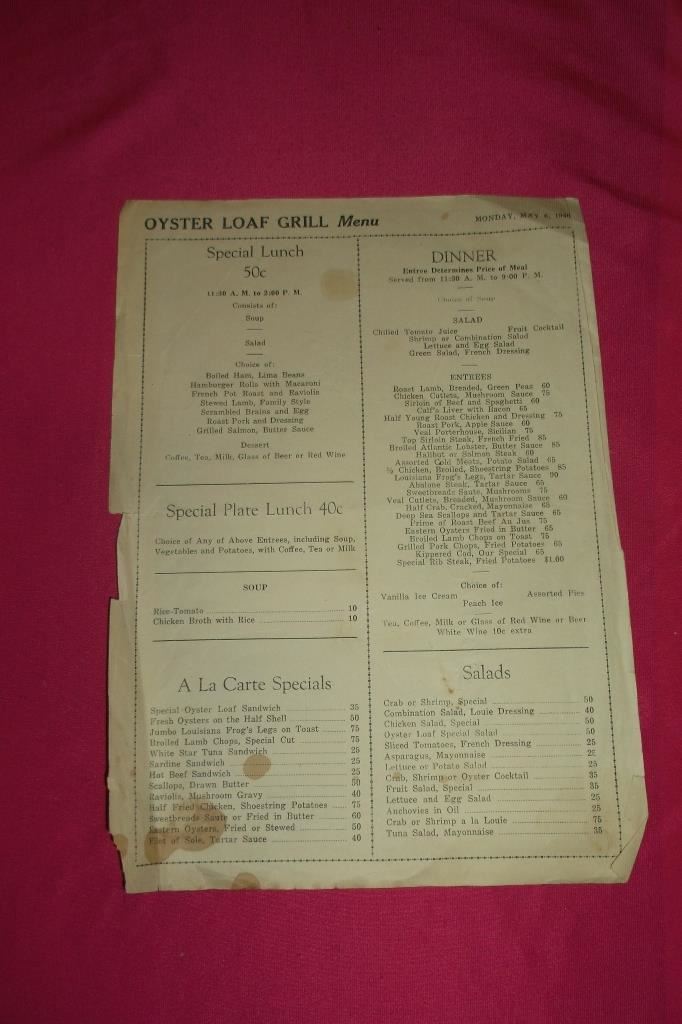 OYSTER LOAF GRILL Menu
MONDAY, May 6, 1940
Special Lunch
50c
11:30 A. M. to 2:00 P. M.
Consists of:
Soup
Salad
Choice of:
Boiled Ham, Lima Beans
Hamburger Rolls with Macaroni
French Pot Roast and Raviolis
Stewed Lamb, Family Style
Scrambled Brains and Egg
Roast Pork and Dressing
Grilled Salmon, Butter Sauce
Dessert
Coffee, Tea, Milk, Glass of Beer or Red Wine
Special Plate Lunch 40c
Choice of Any of Above Entrees, including Soup,
Vegetables and Potatoes, with Coffee, Tea or Milk
SOUP
Rice-Tomato 10
Chicken Broth with Rice 10
A La Carte Specials
Special Oyster Loaf Sandwich 35
Fresh Oysters on the Half Shell 50
Jumbo Louisiana Frog's Legs on Toast 75
Broiled Lamb Chops, Special Cut 75
White Star Tuna Sandwich 25
Sardine Sandwich 25
Hot Beef Sandwich 25
Scallops, Drawn Butter 50
Raviolis, Mushroom Gravy 40
Half Fried Chicken, Shoestring Potatoes 75
Sweetbreads Saute or Fried in Butter 60
Eastern Oysters, Fried or Stewed 50
Filet of Sole, Tartar Sauce 40
DINNER
Entree Determines Price of Meal
Served from 11:30 A. M. to 9:00 P. M.
Choice of Soup
SALAD
Chilled Tomato Juice Fruit Cocktail
Shrimp or Combination Salad
Lettuce and Egg Salad
Green Salad, French Dressing
ENTREES
Roast Lamb, Breaded, Green Peas 60
Chicken Cutlets, Mushroom Sauce 75
Sirloin of Beef and Spaghetti 60
Calf's Liver with Bacon 65
Half Young Roast Chicken and Dressing 75
Roast Pork, Apple Sauce 60
Veal Porterhouse, Sicilian 75
Top Sirloin Steak, French Fried 85
Broiled Atlantic Lobster, Butter Sauce 85
Halibut or Salmon Steak 60
Assorted Cold Meats, Potato Salad 65
½ Chicken, Broiled, Shoestring Potatoes 85
Louisiana Frog's Legs, Tartar Sauce 90
Abalone Steak, Tartar Sauce 65
Sweetbreads Saute, Mushrooms 75
Veal Cutlets, Breaded, Mushroom Sauce 60
Half Crab, Cracked, Mayonnaise 65
Deep Sea Scallops and Tartar Sauce 65
Prime of Roast Beef Au Jus 75
Eastern Oysters Fried in Butter 65
Broiled Lamb Chops on Toast 75
Grilled Pork Chops, Fried Potatoes 65
Kippered Cod, Our Special 65
Special Rib Steak, Fried Potatoes $1.00
Choice of:
Vanilla Ice Cream Assorted Pies
Peach Ice
Tea, Coffee, Milk or Glass of Red Wine or Beer
White Wine 10c extra
Salads
Crab or Shrimp, Special 50
Combination Salad, Louie Dressing 40
Chicken Salad, Special 50
Oyster Loaf Special Salad 50
Sliced Tomatoes, French Dressing 25
Asparagus, Mayonnaise 25
Lettuce or Potato Salad 25
Crab, Shrimp or Oyster Cocktail 35
Fruit Salad, Special 35
Lettuce and Egg Salad 25
Anchovies in Oil 25
Crab or Shrimp a la Louie 75
Tuna Salad, Mayonnaise 35